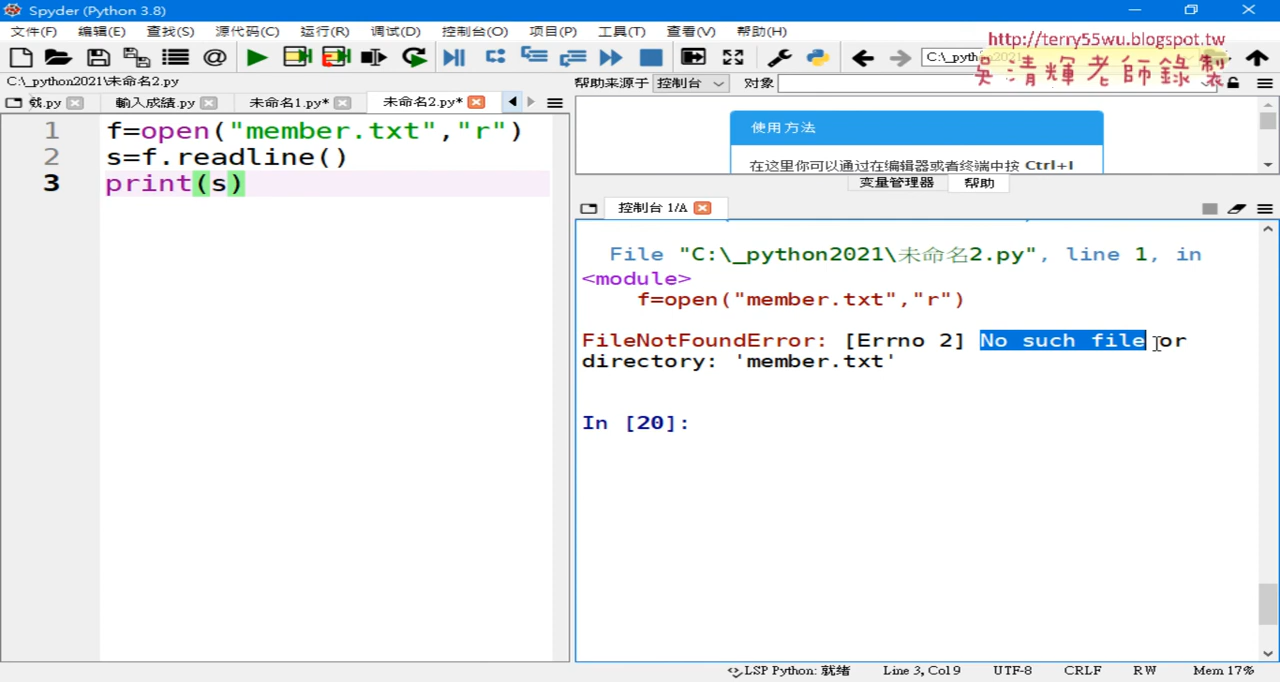 Spyder (Python 3.8)
文件(F) 编辑(E) 查找(S) 源代码(C) 运行(R) 调试(D) 控制台(O) 项目(P) 工具(T) 查看(V) 帮助(H)
http://terry55wu.blogspot.tw
吳清輝老師錄製
C:\_python2021
C:\_python2021\未命名2.py
帮助来源于 控制台 对象
戟.py 輸入成績.py 未命名1.py* 未命名2.py*
1 f=open("member.txt","r")
2 s=f.readline()
3 print(s)
使用方法
在这里你可以通过在编辑器或者终端中按 Ctrl+I
变量管理器 帮助
控制台 1/A
File "C:\_python2021\未命名2.py", line 1, in
<module>
f=open("member.txt","r")
FileNotFoundError: [Errno 2] No such file or
directory: 'member.txt'
In [20]:
LSP Python: 就绪 Line 3, Col 9 UTF-8 CRLF RW Mem 17%